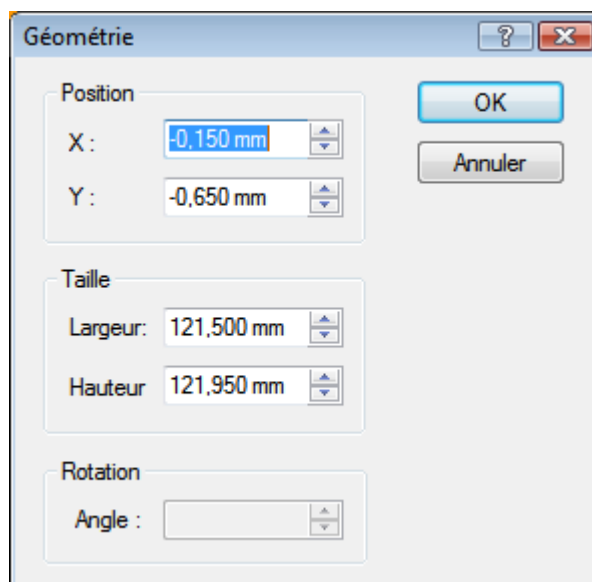 Géométrie
Position
OK
X : -0,150 mm
Annuler
Y : -0,650 mm
Taille
Largeur: 121,500 mm
Hauteur 121,950 mm
Rotation
Angle :